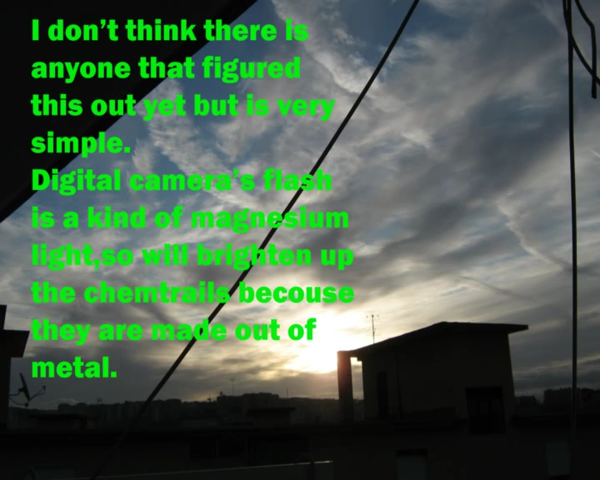 I don’t think there is
anyone that figured
this out yet but is very
simple.
Digital camera’s flash
is a kind of magnesium
light,so will brighten up
the chemtrails becouse
they are made out of
metal.